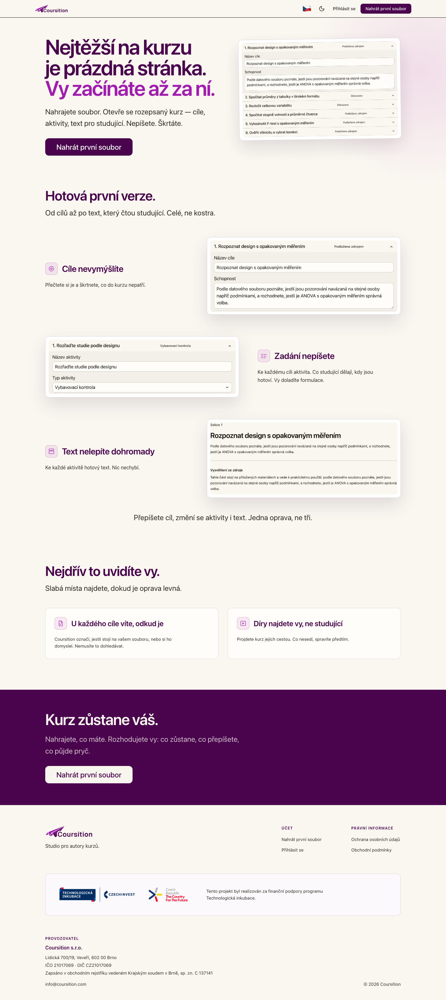 Coursition
Přihlásit se
Nahrát první soubor
Nejtěžší na kurzu
je prázdná stránka.
Vy začínáte až za ní.
Nahrajete soubor. Otevře se rozepsaný kurz — cíle,
aktivity, text pro studující. Nepíšete. Škrtáte.
Nahrát první soubor
1. Rozpoznat design s opakovaným měřením
Podloženo zdrojem
Název cíle
Rozpoznat design s opakovaným měřením
Schopnost
Podle datového souboru poznáte, jestli jsou pozorování navázaná na stejné osoby napříč
podmínkami, a rozhodnete, jestli je ANOVA s opakovaným měřením správná volba.
2. Spočítat průměry z tabulky v širokém formátu
Odvozeno
3. Rozložit celkovou variabilitu
Odvozeno
4. Spočítat stupně volnosti a průměrné čtverce
Podloženo zdrojem
5. Vyhodnotit F-test s opakovaným měřením
Podloženo zdrojem
6. Ověřit sféricitu a vybrat korekci
Podloženo zdrojem
Hotová první verze.
Od cílů až po text, který čtou studující. Celé, ne kostra.
Cíle nevymýšlíte
Přečtete si je a škrtnete, co do kurzu nepatří.
1. Rozpoznat design s opakovaným měřením
Podloženo zdrojem
Název cíle
Rozpoznat design s opakovaným měřením
Schopnost
Podle datového souboru poznáte, jestli jsou pozorování navázaná na stejné osoby
napříč podmínkami, a rozhodnete, jestli je ANOVA s opakovaným měřením správná
volba.
1. Rozřaďte studie podle designu
Vybavovací kontrola
Název aktivity
Rozřaďte studie podle designu
Typ aktivity
Vybavovací kontrola
Zadání nepíšete
Ke každému cíli aktivita. Co studující dělají, kdy jsou
hotoví. Vy doladíte formulace.
Text nelepíte dohromady
Ke každé aktivitě hotový text. Nic nechybí.
Sekce 1
Rozpoznat design s opakovaným měřením
Podle datového souboru poznáte, jestli jsou pozorování navázaná na stejné osoby napříč podmínkami, a rozhodnete,
jestli je ANOVA s opakovaným měřením správná volba.
Vysvětlení ze zdroje
Tahle část stojí na přiložených materiálech a vede k praktickému použití: podle datového souboru poznáte, jestli jsou
pozorování navázaná na stejné osoby napříč podmínkami, a rozhodnete, jestli je ANOVA s opakovaným měřením správná
volba.
Přepíšete cíl, změní se aktivity i text. Jedna oprava, ne tři.
Nejdřív to uvidíte vy.
Slabá místa najdete, dokud je oprava levná.
U každého cíle víte, odkud je
Coursition označí, jestli stojí na vašem souboru, nebo si ho
domyslel. Nemusíte to dohledávat.
Díry najdete vy, ne studující
Projdete kurz jejich cestou. Co nesedí, spravíte předtím.
Kurz zůstane váš.
Nahrajete, co máte. Rozhodujete vy: co zůstane, co přepíšete,
co půjde pryč.
Nahrát první soubor
Coursition
Studio pro autory kurzů.
ÚČET
Nahrát první soubor
Přihlásit se
PRÁVNÍ INFORMACE
Ochrana osobních údajů
Obchodní podmínky
TECHNOLOGICKÁ
INKUBACE
CZECHINVEST
Czech
Republic
The Country
For The Future
Tento projekt byl realizován za finanční podpory programu
Technologická inkubace.
PROVOZOVATEL
Coursition s.r.o.
Lidická 700/19, Veveří, 602 00 Brno
IČO 21017069 · DIČ CZ21017069
Zapsáno v obchodním rejstříku vedeném Krajským soudem v Brně, sp. zn. C 137141
info@coursition.com
© 2026 Coursition